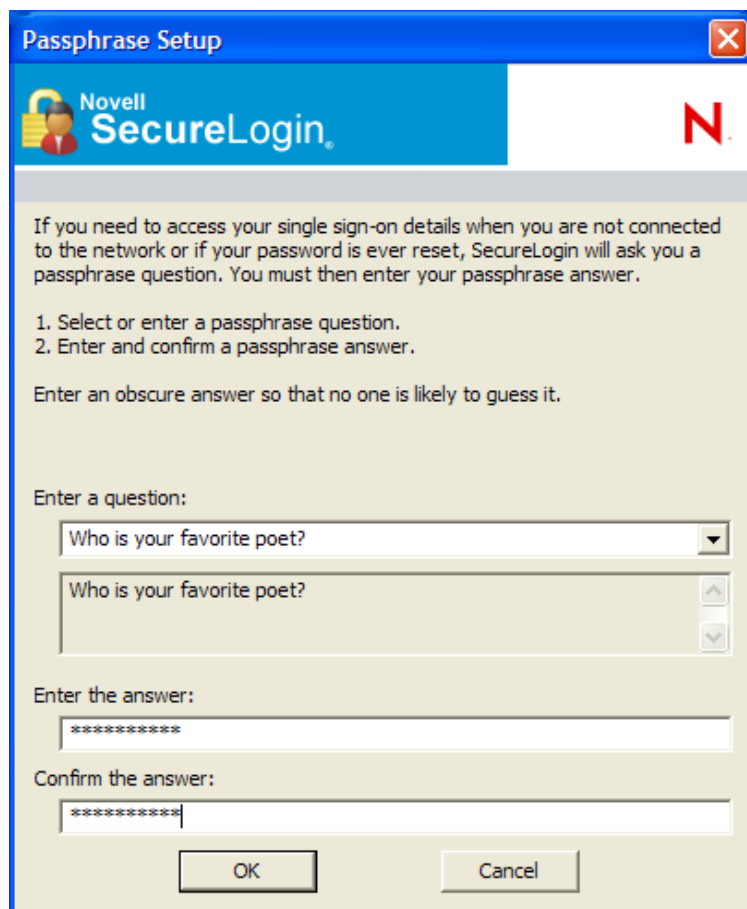 Passphrase Setup
Novell
SecureLogin®
N
If you need to access your single sign-on details when you are not connected
to the network or if your password is ever reset, SecureLogin will ask you a
passphrase question. You must then enter your passphrase answer.
1. Select or enter a passphrase question.
2. Enter and confirm a passphrase answer.
Enter an obscure answer so that no one is likely to guess it.
Enter a question:
Who is your favorite poet?
Who is your favorite poet?
Enter the answer:
**********
Confirm the answer:
**********
OK Cancel